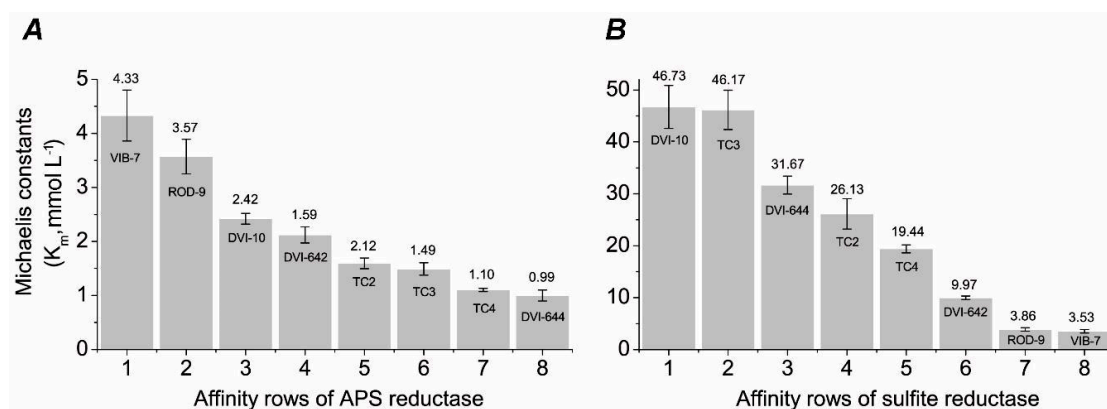 A
B
Michaelis constants
(Km, mmol L-1)
5
4
3
2
1
0
4.33
3.57
2.42
1.59
2.12
1.49
1.10
0.99
VIB-7
ROD-9
DVI-10
DVI-642
TC2
TC3
TC4
DVI-644
1 2 3 4 5 6 7 8
Affinity rows of APS reductase
50
40
30
20
10
0
46.73
46.17
31.67
26.13
19.44
9.97
3.86
3.53
DVI-10
TC3
DVI-644
TC2
TC4
DVI-642
ROD-9
VIB-7
1 2 3 4 5 6 7 8
Affinity rows of sulfite reductase